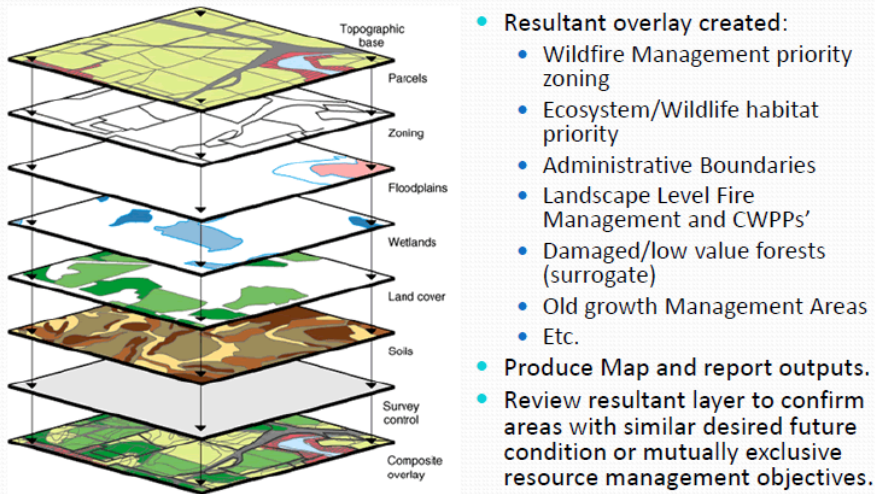 Topographic
base
Parcels
Zoning
Floodplains
Wetlands
Land cover
Soils
Survey
control
Composite
overlay
Resultant overlay created:
Wildfire Management priority
zoning
Ecosystem/Wildlife habitat
priority
Administrative Boundaries
Landscape Level Fire
Management and CWPPs’
Damaged/low value forests
(surrogate)
Old growth Management Areas
Etc.
Produce Map and report outputs.
Review resultant layer to confirm
areas with similar desired future
condition or mutually exclusive
resource management objectives.